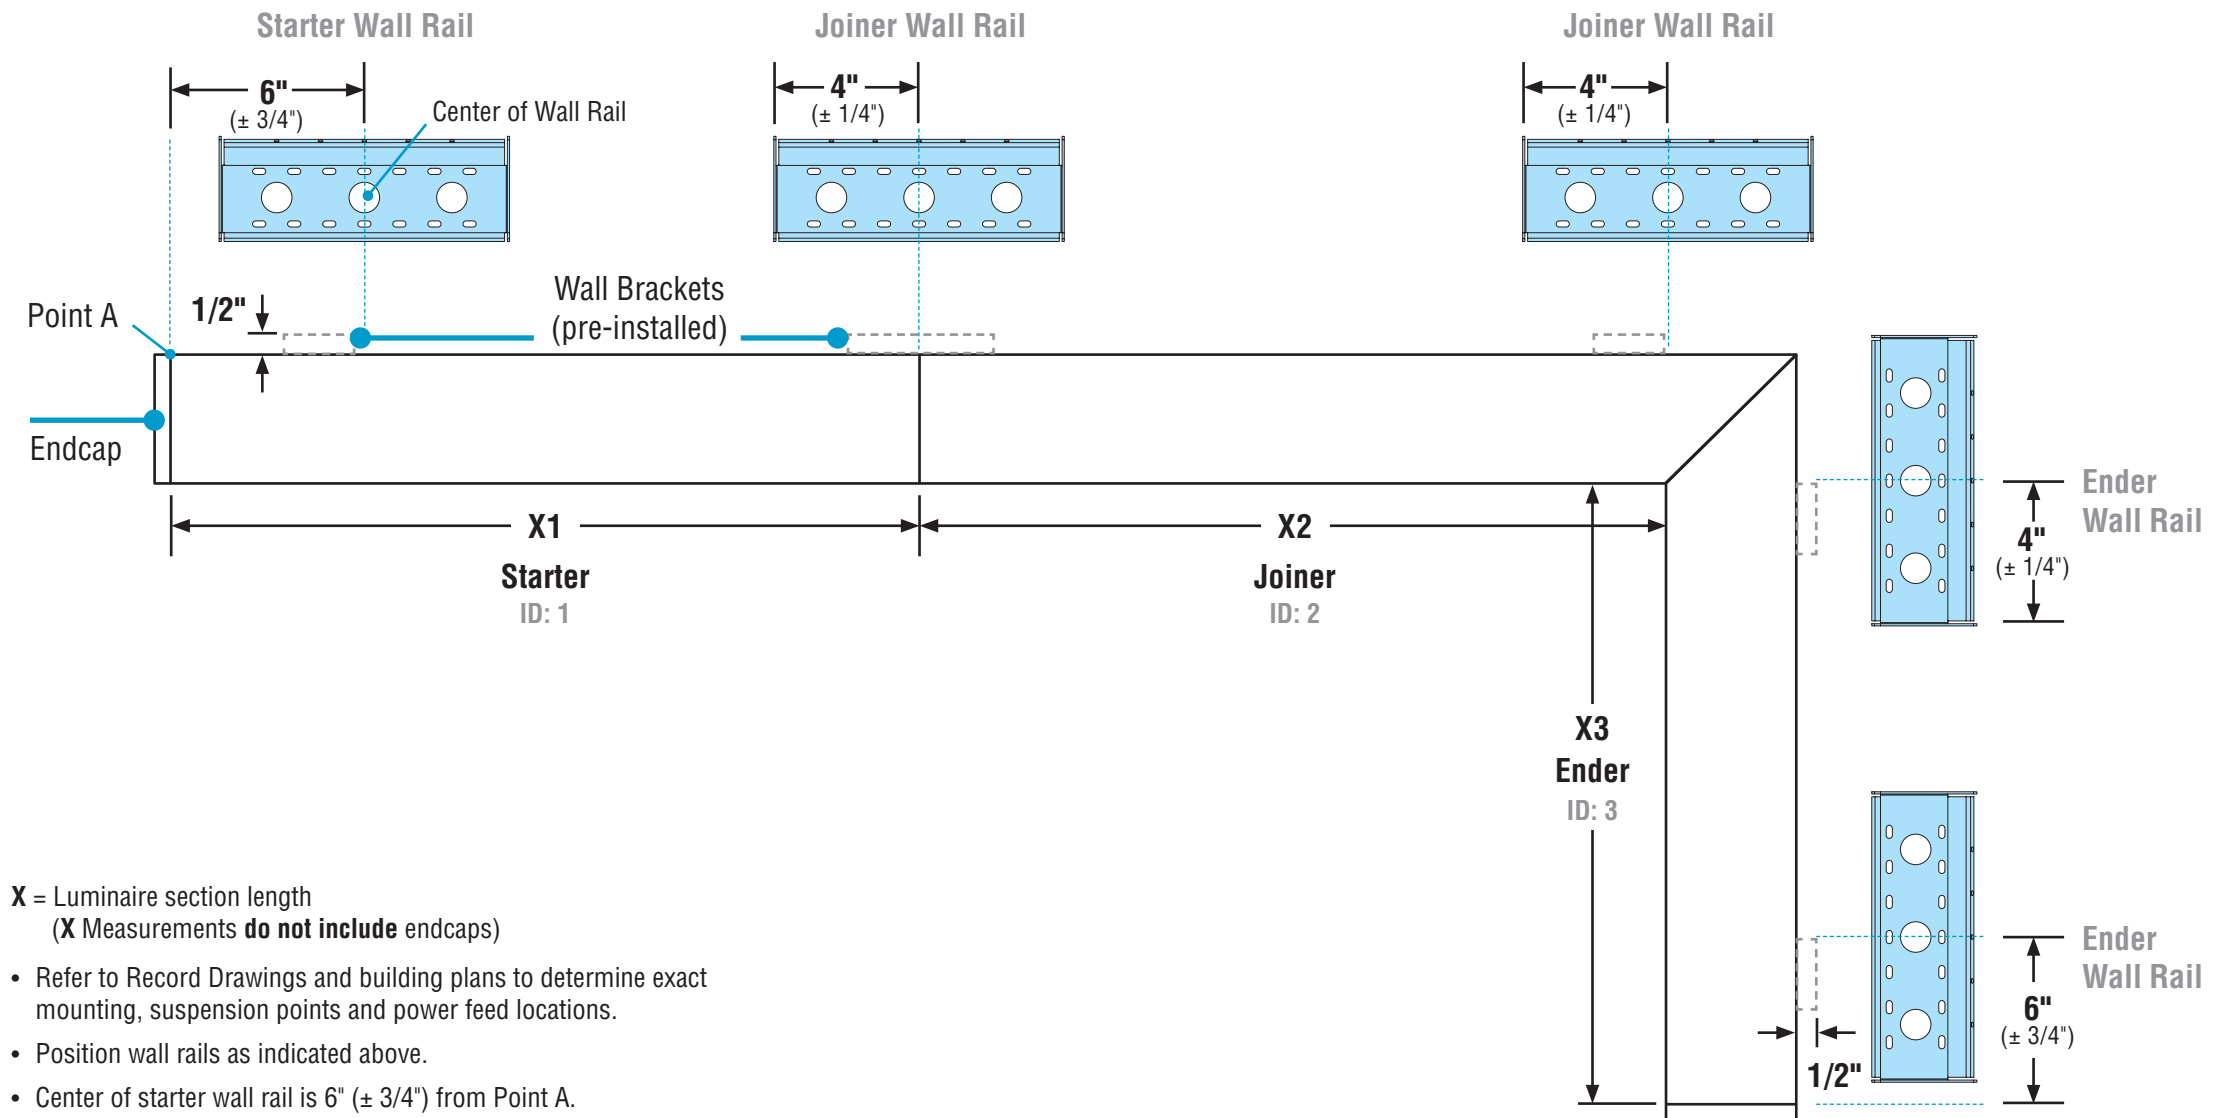 Starter Wall Rail
Joiner Wall Rail
Joiner Wall Rail
6"
(± 3/4")
Center of Wall Rail
4"
(± 1/4")
4"
(± 1/4")
Point A
1/2"
Wall Brackets
(pre-installed)
Endcap
X1
Starter
ID: 1
X2
Joiner
ID: 2
Ender
Wall Rail
4"
(± 1/4")
X3
Ender
ID: 3
Ender
Wall Rail
6"
(± 3/4")
1/2"
X = Luminaire section length
(X Measurements do not include endcaps)
• Refer to Record Drawings and building plans to determine exact
mounting, suspension points and power feed locations.
• Position wall rails as indicated above.
• Center of starter wall rail is 6" (± 3/4") from Point A.